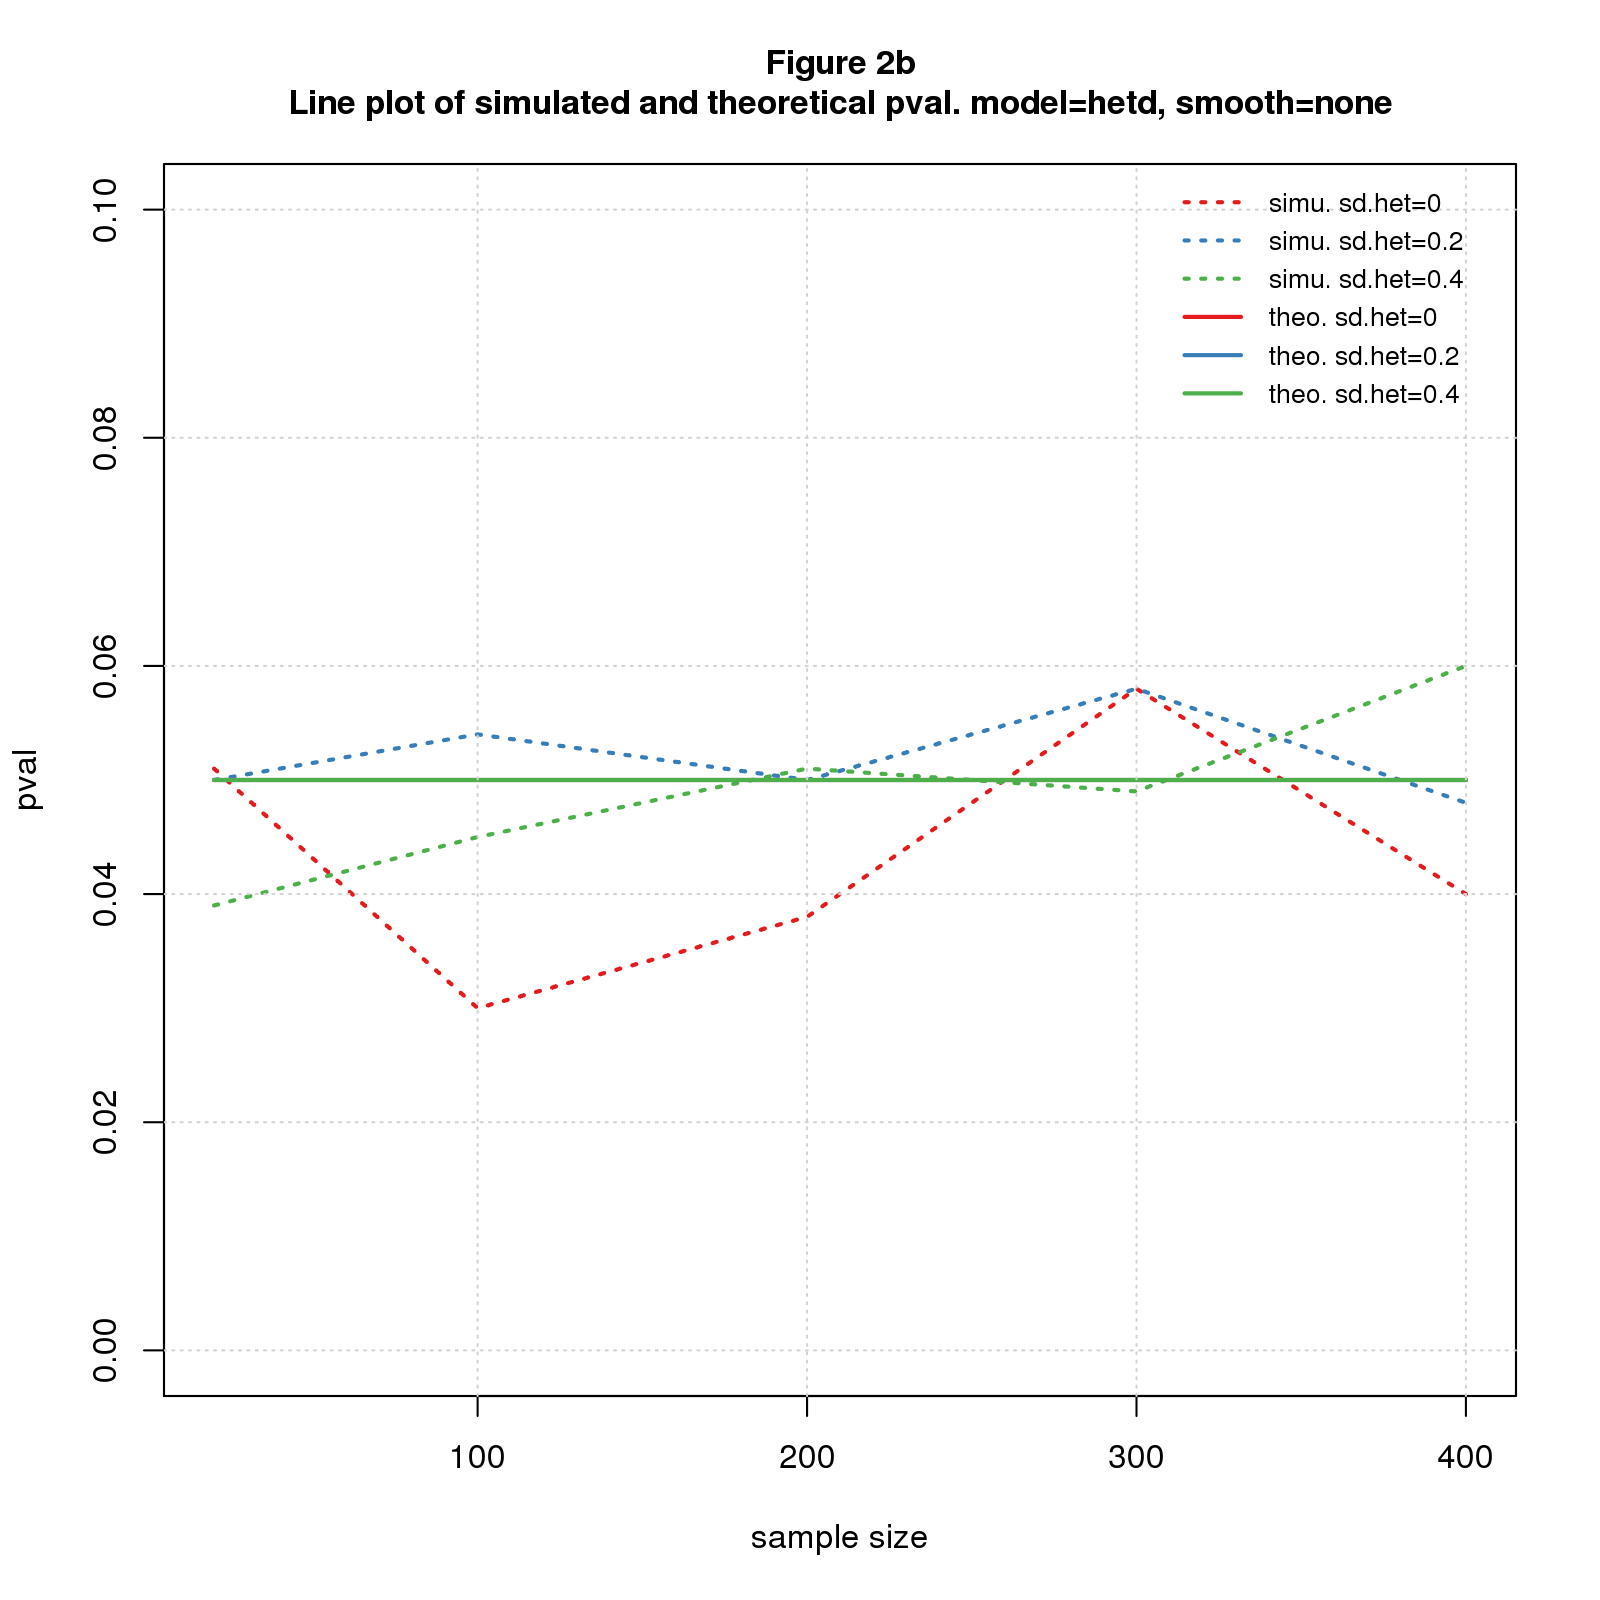 Figure 2b
Line plot of simulated and theoretical pval. model=hetd, smooth=none
simu. sd.het=0
simu. sd.het=0.2
simu. sd.het=0.4
theo. sd.het=0
theo. sd.het=0.2
theo. sd.het=0.4
0.10
0.08
0.06
0.04
0.02
0.00
pval
100 200 300 400
sample size